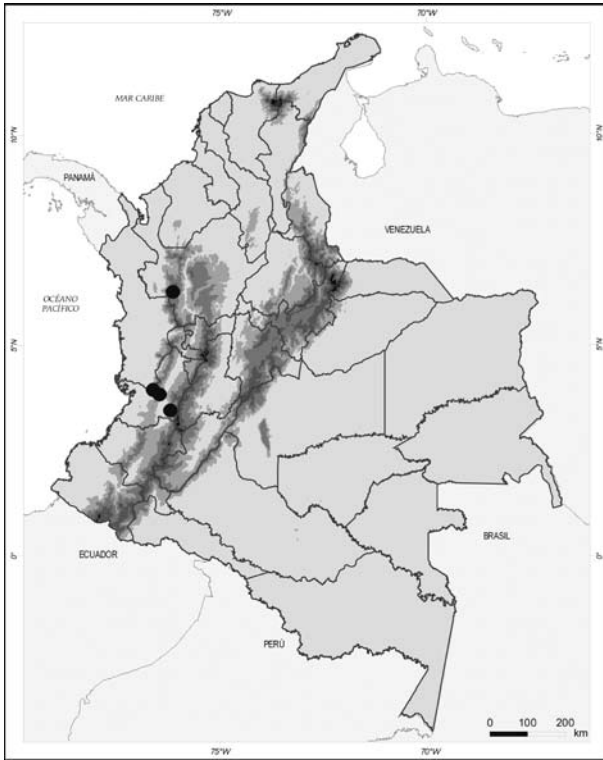 75°W 70°W
MAR CARIBE
10°N 10°N
PANAMÁ
VENEZUELA
OCÉANO
PACÍFICO
5°N 5°N
BRASIL
ECUADOR
0° 0°
PERÚ
0 100 200
km
75°W 70°W